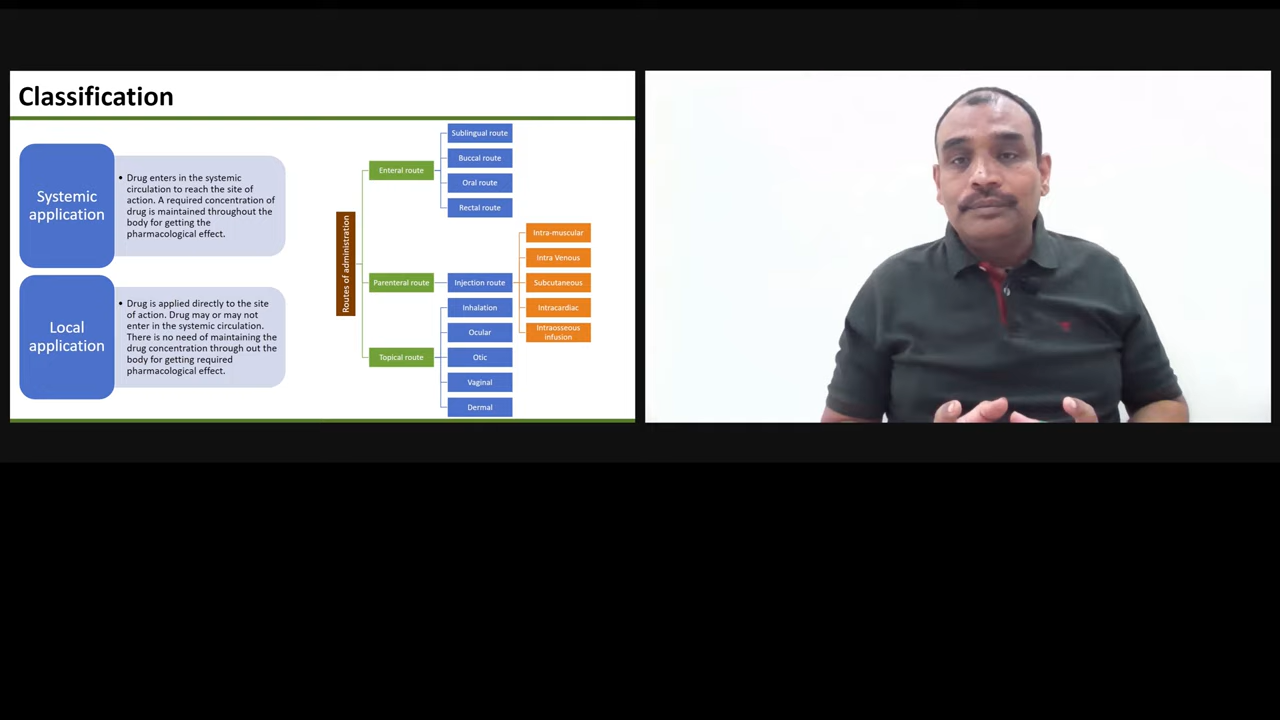 Classification
Systemic
application
• Drug enters in the systemic
circulation to reach the site of
action. A required concentration of
drug is maintained throughout the
body for getting the
pharmacological effect.
Local
application
• Drug is applied directly to the site
of action. Drug may or may not
enter in the systemic circulation.
There is no need of maintaining the
drug concentration through out the
body for getting required
pharmacological effect.
Routes of administration
Enteral route
Sublingual route
Buccal route
Oral route
Rectal route
Parenteral route
Injection route
Intra-muscular
Intra Venous
Subcutaneous
Intracardiac
Intraosseous
infusion
Topical route
Inhalation
Ocular
Otic
Vaginal
Dermal